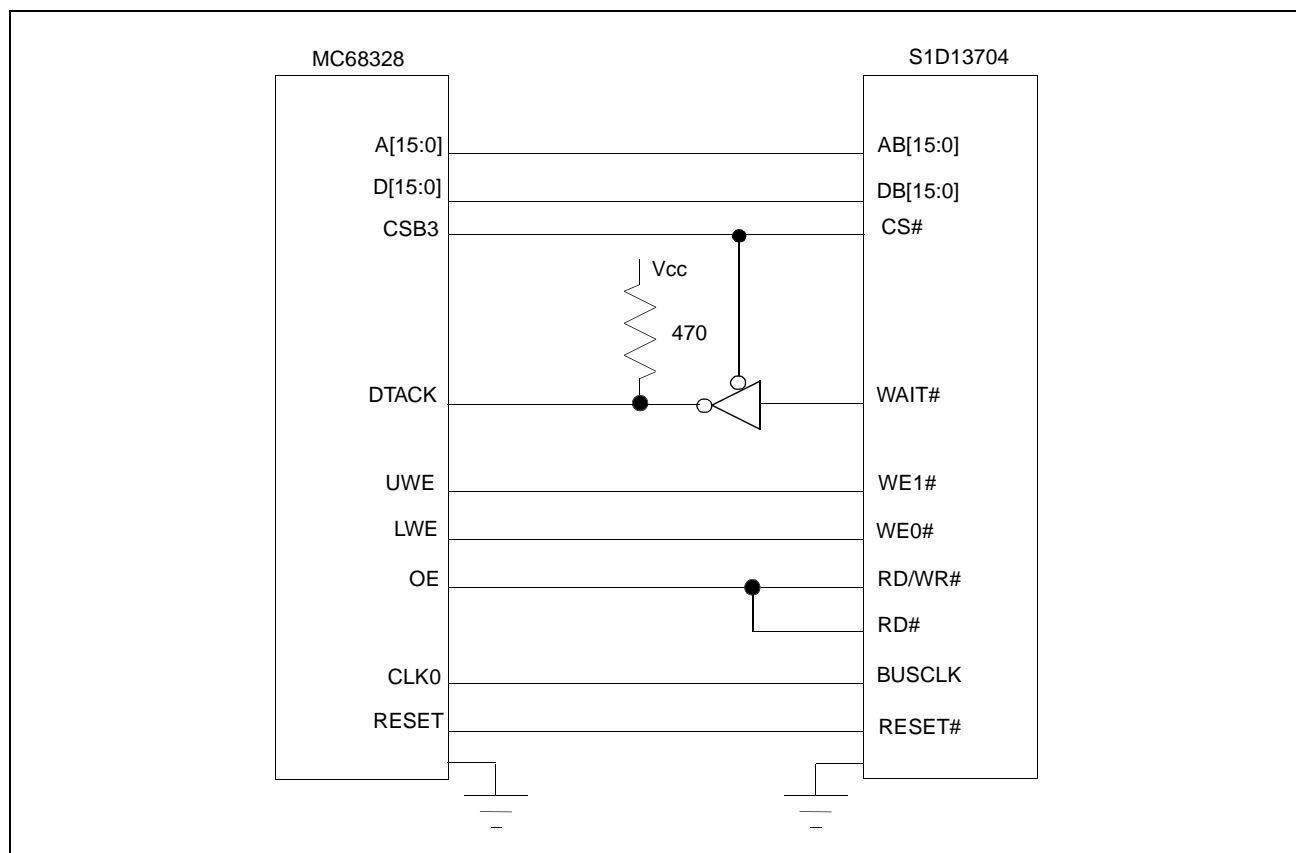 MC68328 S1D13704
A[15:0] AB[15:0]
D[15:0] DB[15:0]
CSB3 CS#
Vcc
470
DTACK WAIT#
UWE WE1#
LWE WE0#
OE RD/WR#
RD#
CLK0 BUSCLK
RESET RESET#